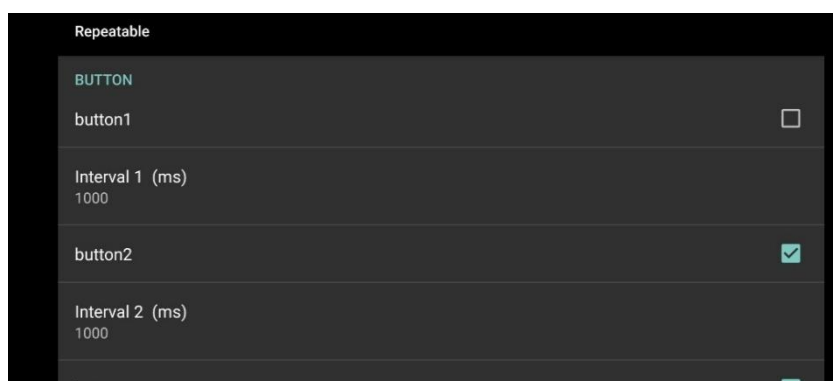 Repeatable
BUTTON
button1
Interval 1 (ms)
1000
button2
Interval 2 (ms)
1000